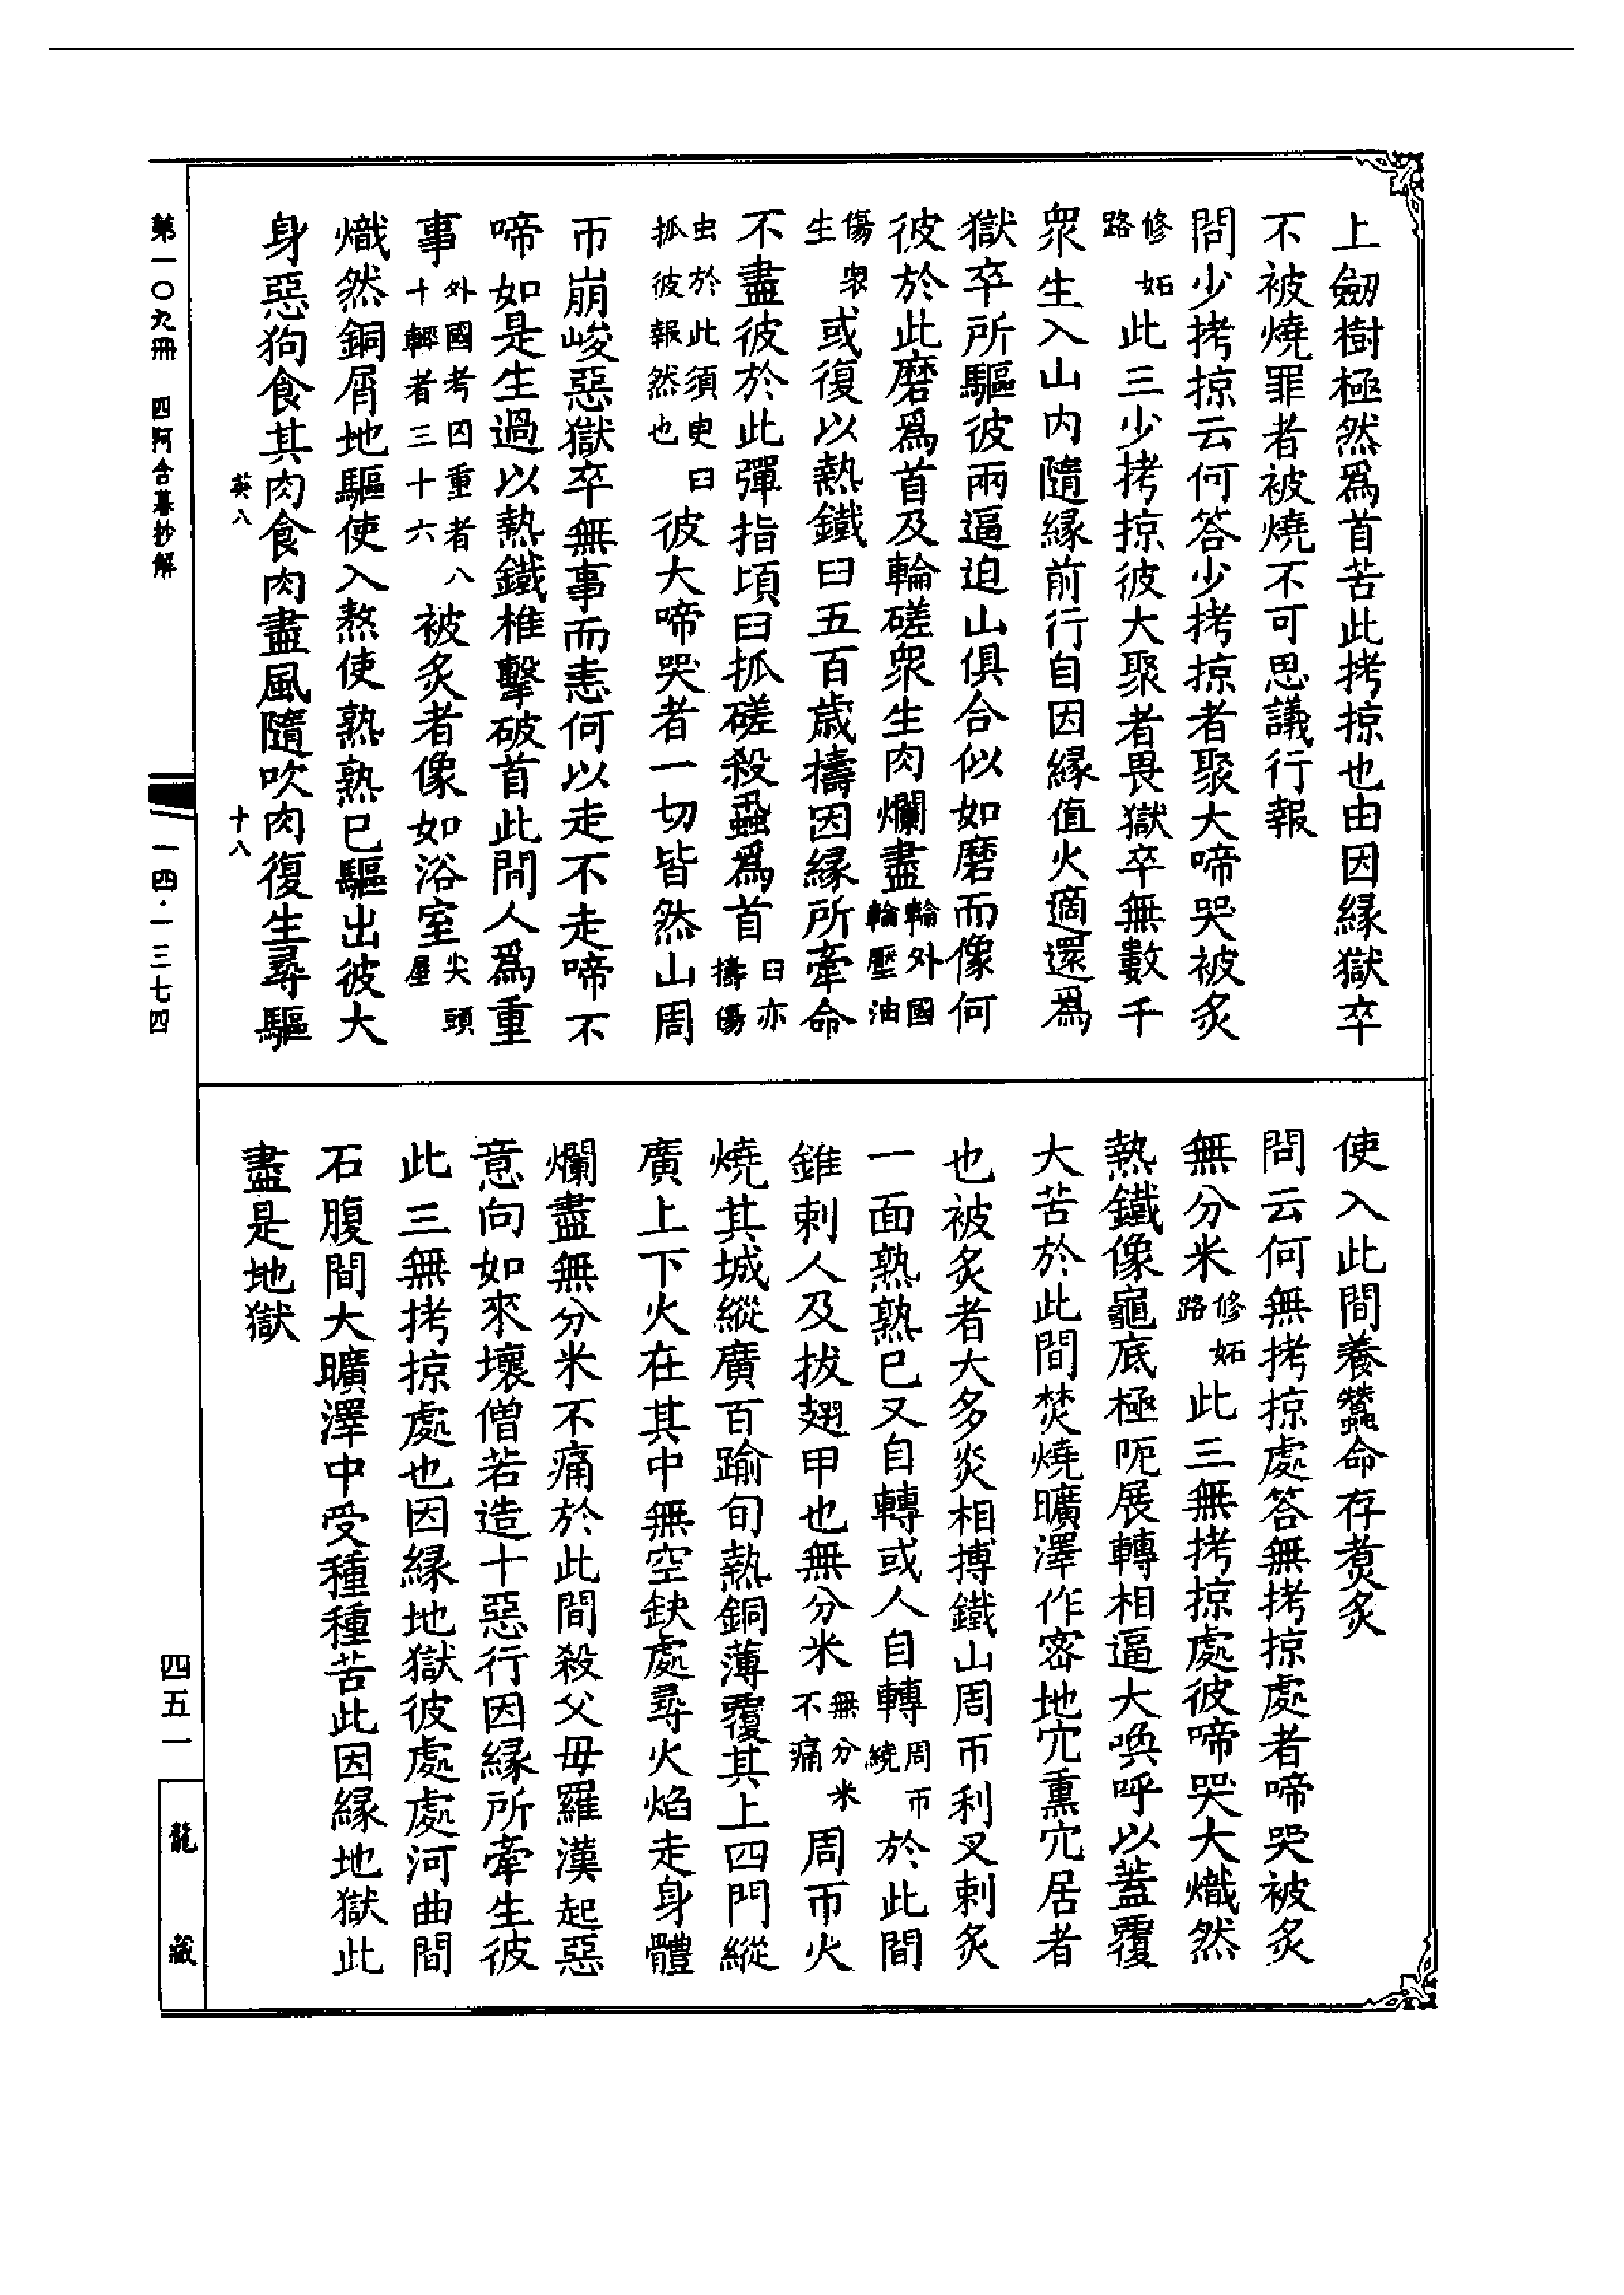 上劒樹極然爲首苦此拷掠也由因緣獄卒
不被燒罪者被燒不可思議行報
問少拷掠云何答少拷掠者聚大啼哭被炙
修妬
路
此三少拷掠彼大聚者畏獄卒無數千
衆生入山内隨緣前行自因緣值火適還爲
獄卒所驅彼兩逼迫山俱合似如磨而像何
彼於此磨爲首及輪磋衆生肉爛盡
輪外國
輪壓油
傷衆
生
或復以熱鐵臼五百歲擣因緣所牽命
不盡彼於此彈指頃臼抓磋殺蝨爲首
臼亦
擣傷
虫於此須臾臼
抓彼報然也
彼大啼哭者一切皆然山周
帀崩峻惡獄卒無事而恚何以走不走啼不
啼如是生過以熱鐵椎擊破首此間人爲重
事
外國考囚重者八
十輕者三十六
被炙者像如浴室
尖頭
屋
熾然銅屑地驅使入熬使熟熟已驅出彼大
身惡狗食其肉食肉盡風隨吹肉復生尋驅
英八
十八
使入此間養蠶命存煑炙
問云何無拷掠處答無拷掠處者啼哭被炙
無分米
修妬
路
此三無拷掠處彼啼哭大熾然
熱鐵像龜底極阨展轉相逼大喚呼以蓋覆
大苦於此間焚燒曠澤作密地穴熏穴居者
也被炙者大多炎相搏鐵山周帀利叉刺炙
一面熟熟已又自轉或人自轉
周帀
繞
於此間
錐刺人及拔翅甲也無分米
無分米
不痛
周帀火
燒其城縱廣百踰旬熱銅薄覆其上四門縱
廣上下火在其中無空缺處尋火焰走身體
爛盡無分米不痛於此間殺父毋羅漢起惡
意向如來壞僧若造十惡行因緣所牽生彼
此三無拷掠處也因緣地獄彼處處河曲間
石腹間大曠澤中受種種苦此因緣地獄此
盡是地獄
第一〇九冊　四阿含暮抄解
一四·一三七四
四五一
龍藏